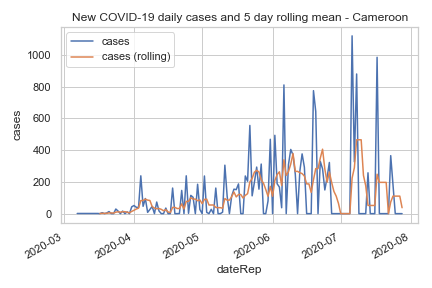 New COVID-19 daily cases and 5 day rolling mean - Cameroon
cases
cases (rolling)
1000
800
600
400
200
0
cases
2020-03
2020-04
2020-05
2020-06
2020-07
2020-08
dateRep